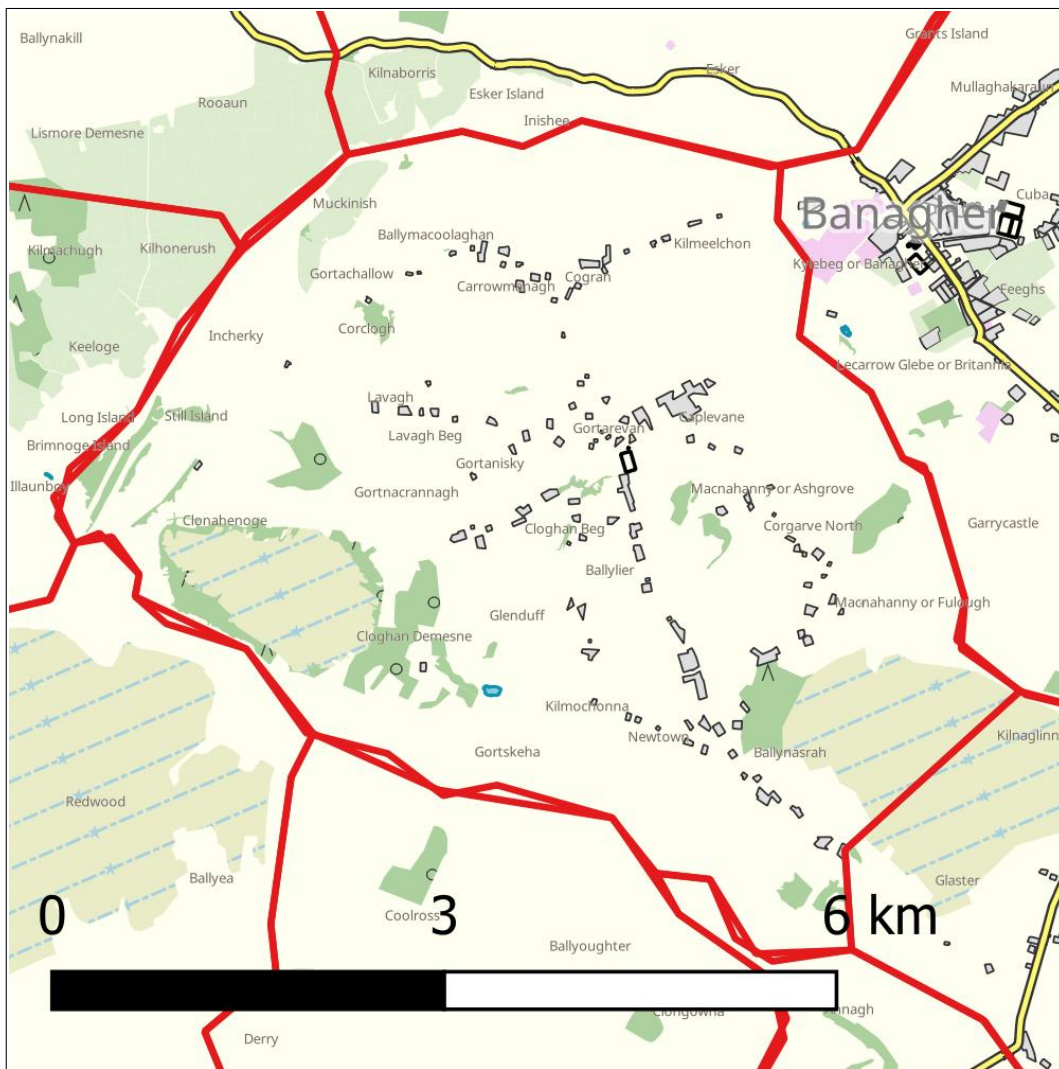 Ballynakill
Grants Island
Kilnaborris
Esker
Rooaun
Esker Island
Mullaghakaraun
Inishee
Lismore Demesne
Cuba
Muckinish
Banagher
Ballymacoolaghan
Kilmeelchon
Kilmachugh
Kilhonerush
Gortachallow
Cogran
Kylebeg or Banagher
Carrowmanagh
Feeghs
Corclogh
Incherky
Keeloge
Lecarrow Glebe or Britannia
Lavagh
Long Island
Still Island
Caplevane
Lavagh Beg
Gortarevan
Brimnoge Island
Gortanisky
Illaunboy
Gortnacrannagh
Macnahanny or Ashgrove
Clonahenoge
Cloghan Beg
Corgarve North
Garrycastle
Ballylier
Macnahanny or Fulough
Glenduff
Cloghan Demesne
Kilmochonna
Newtown
Kilnaglinn
Gortskeha
Ballynasrah
Redwood
Ballyea
Glaster
Coolross
0 3 6 km
Ballyoughter
Clongowna
Annagh
Derry